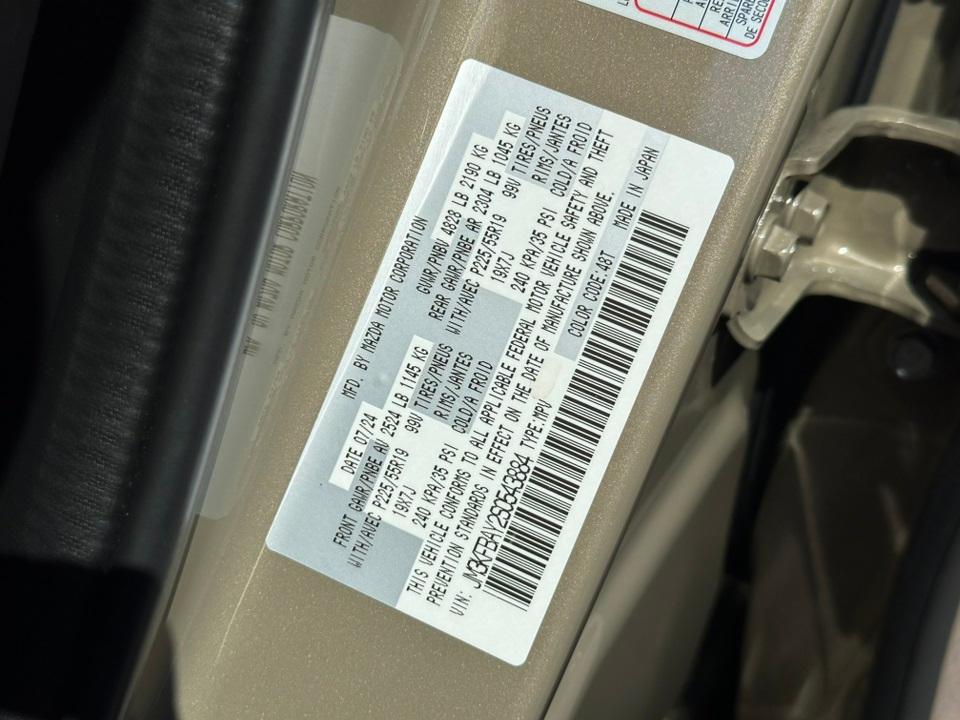 MFD. BY MAZDA MOTOR CORPORATION
DATE 07/24
GVWR/PNBV 4828 LB 2190 KG
FRONT GAWR/PNBE AV 2524 LB 1145 KG
REAR GAWR/PNBE AR 2304 LB 1045 KG
WITH/AVEC P225/55R19 99V TIRES/PNEUS
WITH/AVEC P225/55R19 99V TIRES/PNEUS
19X7J RIMS/JANTES
19X7J RIMS/JANTES
240 KPA/35 PSI COLD/A FROID
240 KPA/35 PSI COLD/A FROID
THIS VEHICLE CONFORMS TO ALL APPLICABLE FEDERAL MOTOR VEHICLE SAFETY AND THEFT
PREVENTION STANDARDS IN EFFECT ON THE DATE OF MANUFACTURE SHOWN ABOVE.
VIN: JM3KFBAY2S0543884 TYPE:MPV COLOR CODE:48T MADE IN JAPAN
SPARE
DE SECO